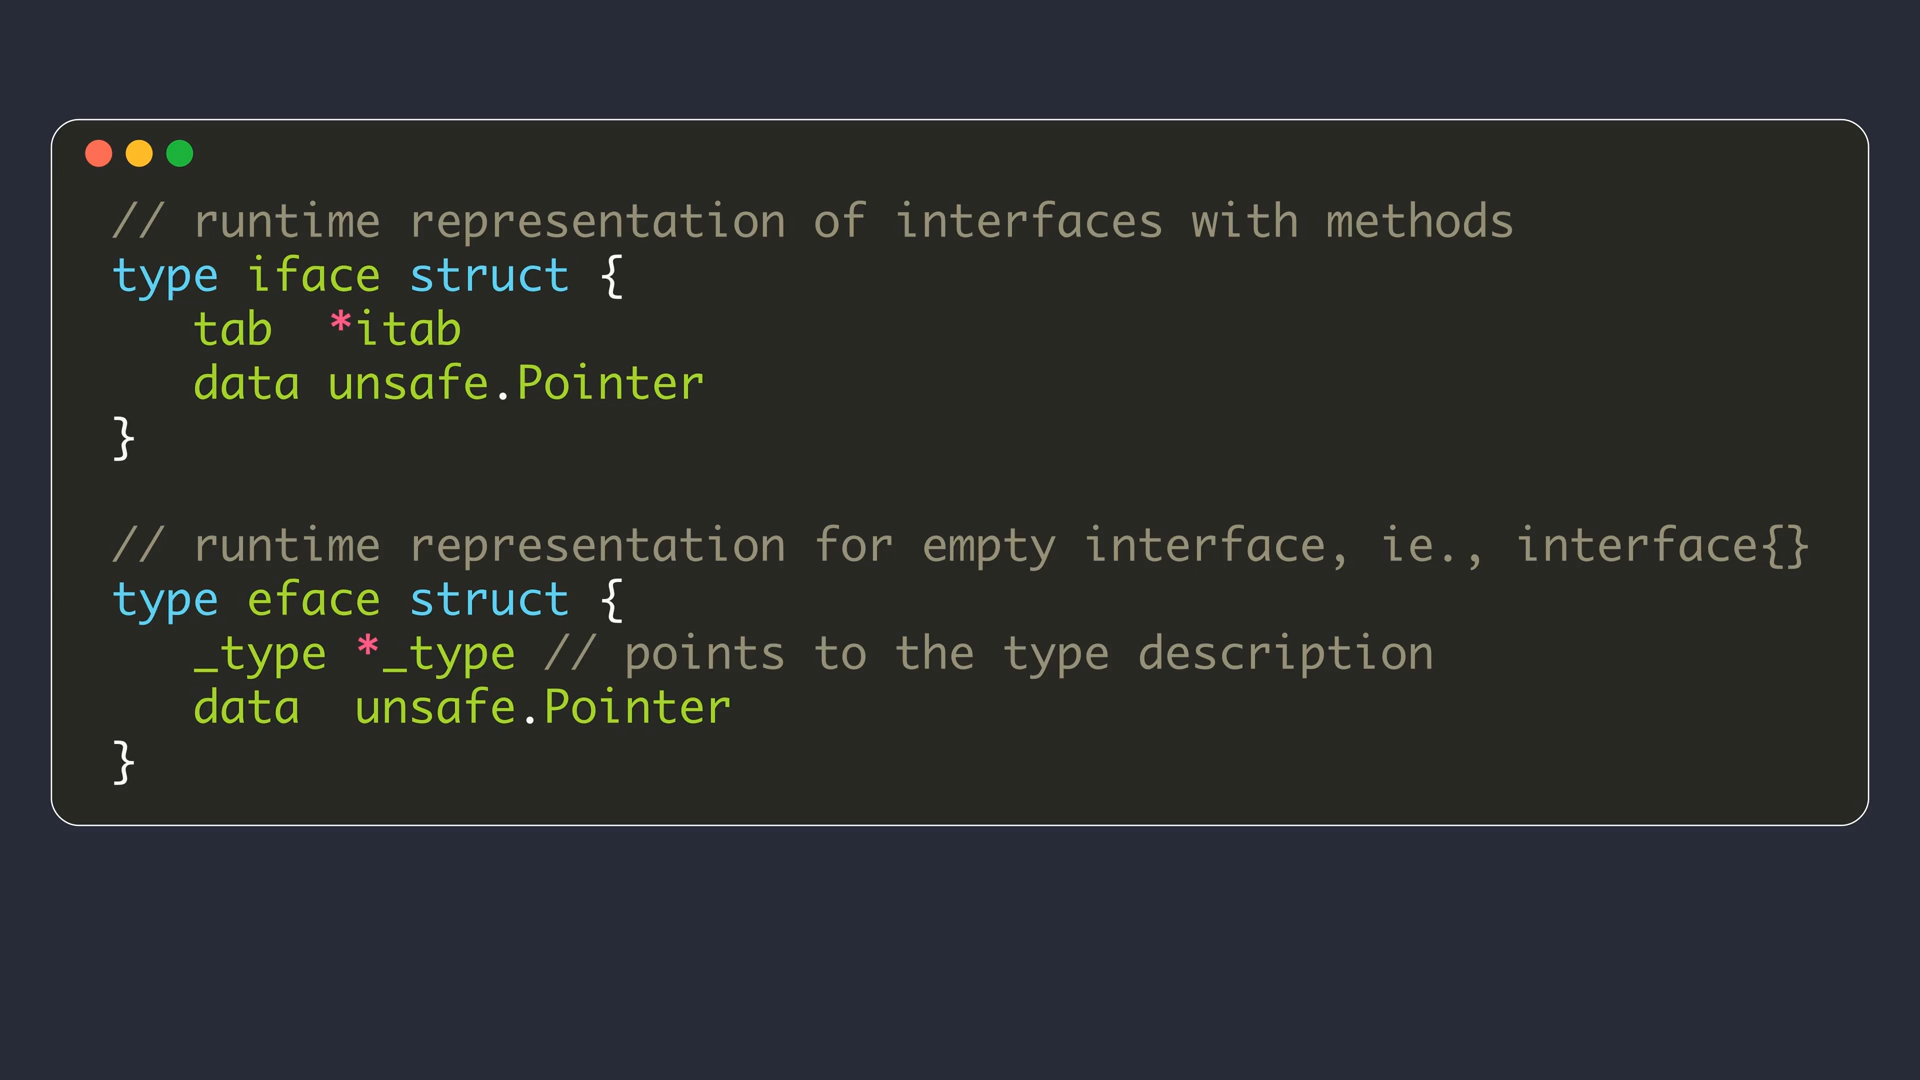 // runtime representation of interfaces with methods
type iface struct {
   tab  *itab
   data unsafe.Pointer
}
// runtime representation for empty interface, ie., interface{}
type eface struct {
   _type *_type // points to the type description
   data  unsafe.Pointer
}